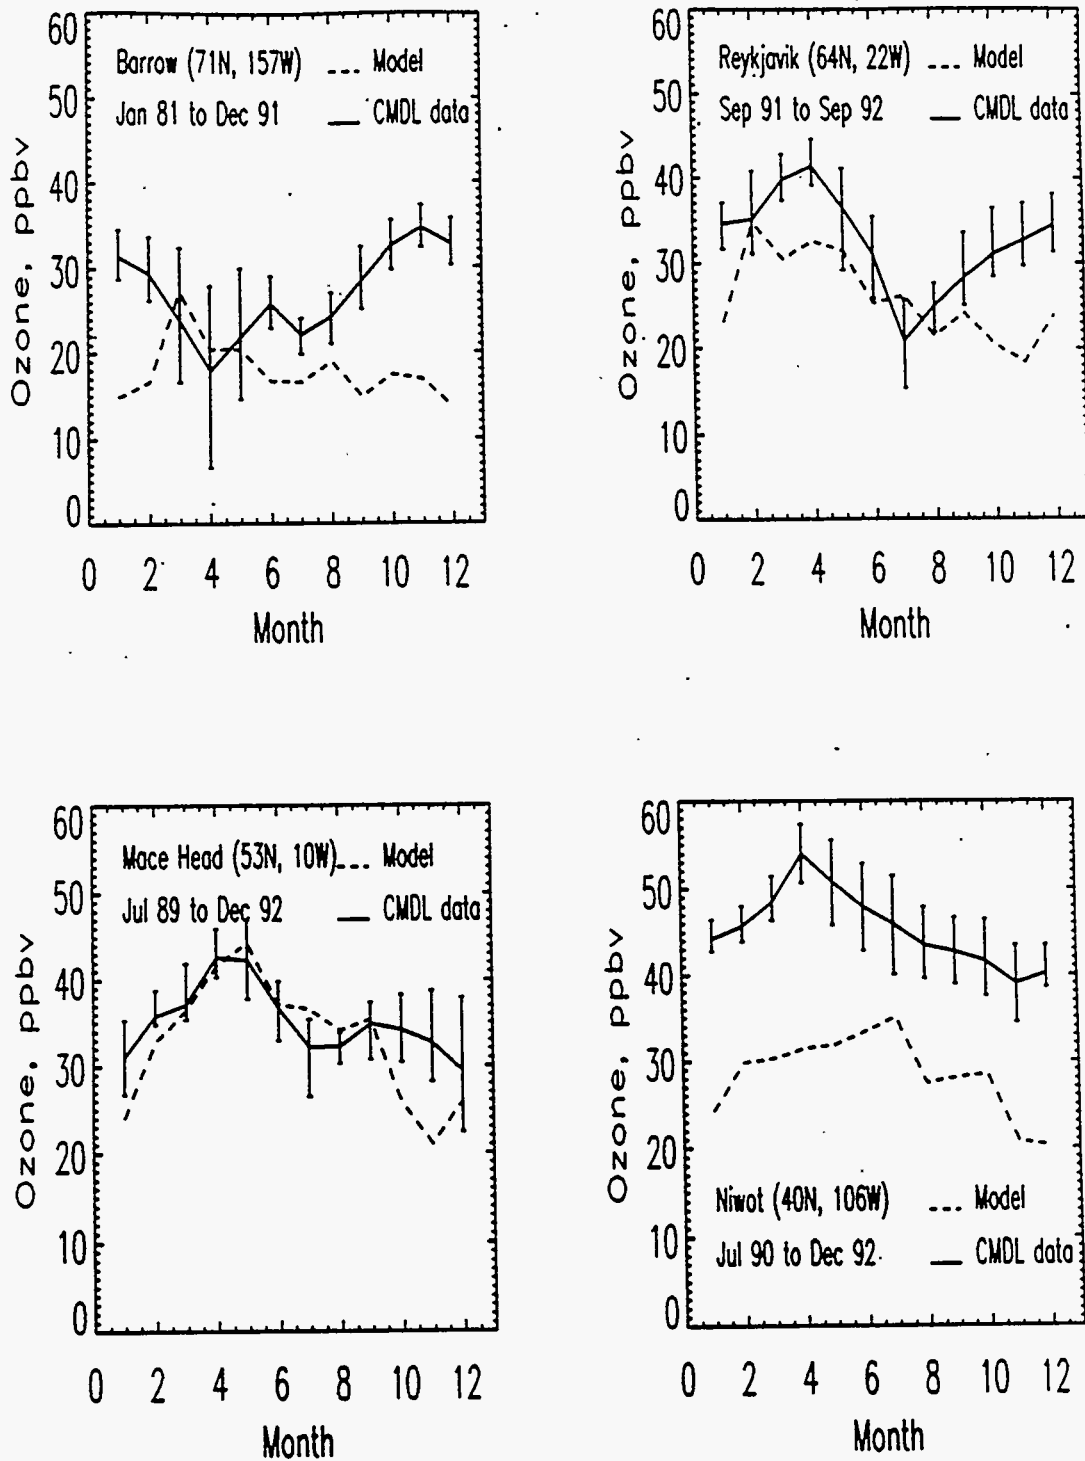 Barrow (71N, 157W) --- Model
Jan 81 to Dec 91 — CMDL data
Ozone, ppbv
60
50
40
30
20
10
0
0 2 4 6 8 10 12
Month
Reykjavik (64N, 22W) --- Model
Sep 91 to Sep 92 — CMDL data
Ozone, ppbv
60
50
40
30
20
10
0
0 2 4 6 8 10 12
Month
Mace Head (53N, 10W) --- Model
Jul 89 to Dec 92 — CMDL data
Ozone, ppbv
60
50
40
30
20
10
0
0 2 4 6 8 10 12
Month
Niwot (40N, 106W) --- Model
Jul 90 to Dec 92 — CMDL data
Ozone, ppbv
60
50
40
30
20
10
0
0 2 4 6 8 10 12
Month